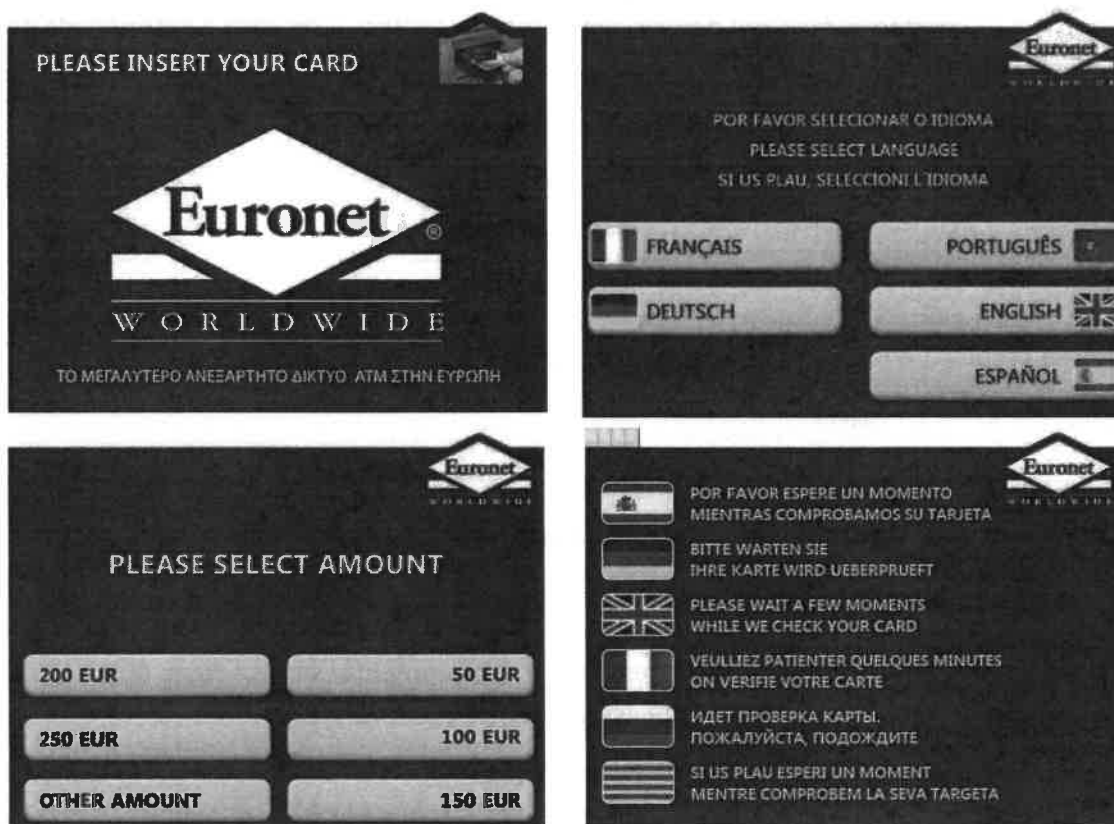 PLEASE INSERT YOUR CARD
Euronet®
WORLDWIDE
ΤΟ ΜΕΓΑΛΥΤΕΡΟ ΑΝΕΞΑΡΤΗΤΟ ΔΙΚΤΥΟ ATM ΣΤΗΝ ΕΥΡΩΠΗ
Euronet
WORLDWIDE
POR FAVOR SELECIONAR O IDIOMA
PLEASE SELECT LANGUAGE
SI US PLAU, SELECCIONI L'IDIOMA
FRANÇAIS
PORTUGUÊS
DEUTSCH
ENGLISH
ESPAÑOL
Euronet
WORLDWIDE
PLEASE SELECT AMOUNT
200 EUR
50 EUR
250 EUR
100 EUR
OTHER AMOUNT
150 EUR
Euronet
WORLDWIDE
POR FAVOR ESPERE UN MOMENTO
MIENTRAS COMPROBAMOS SU TARJETA
BITTE WARTEN SIE
IHRE KARTE WIRD UEBERPRUEFT
PLEASE WAIT A FEW MOMENTS
WHILE WE CHECK YOUR CARD
VEULLIEZ PATIENTER QUELQUES MINUTES
ON VERIFIE VOTRE CARTE
ИДЕТ ПРОВЕРКА КАРТЫ.
ПОЖАЛУЙСТА, ПОДОЖДИТЕ
SI US PLAU ESPERI UN MOMENT
MENTRE COMPROBEM LA SEVA TARGETA